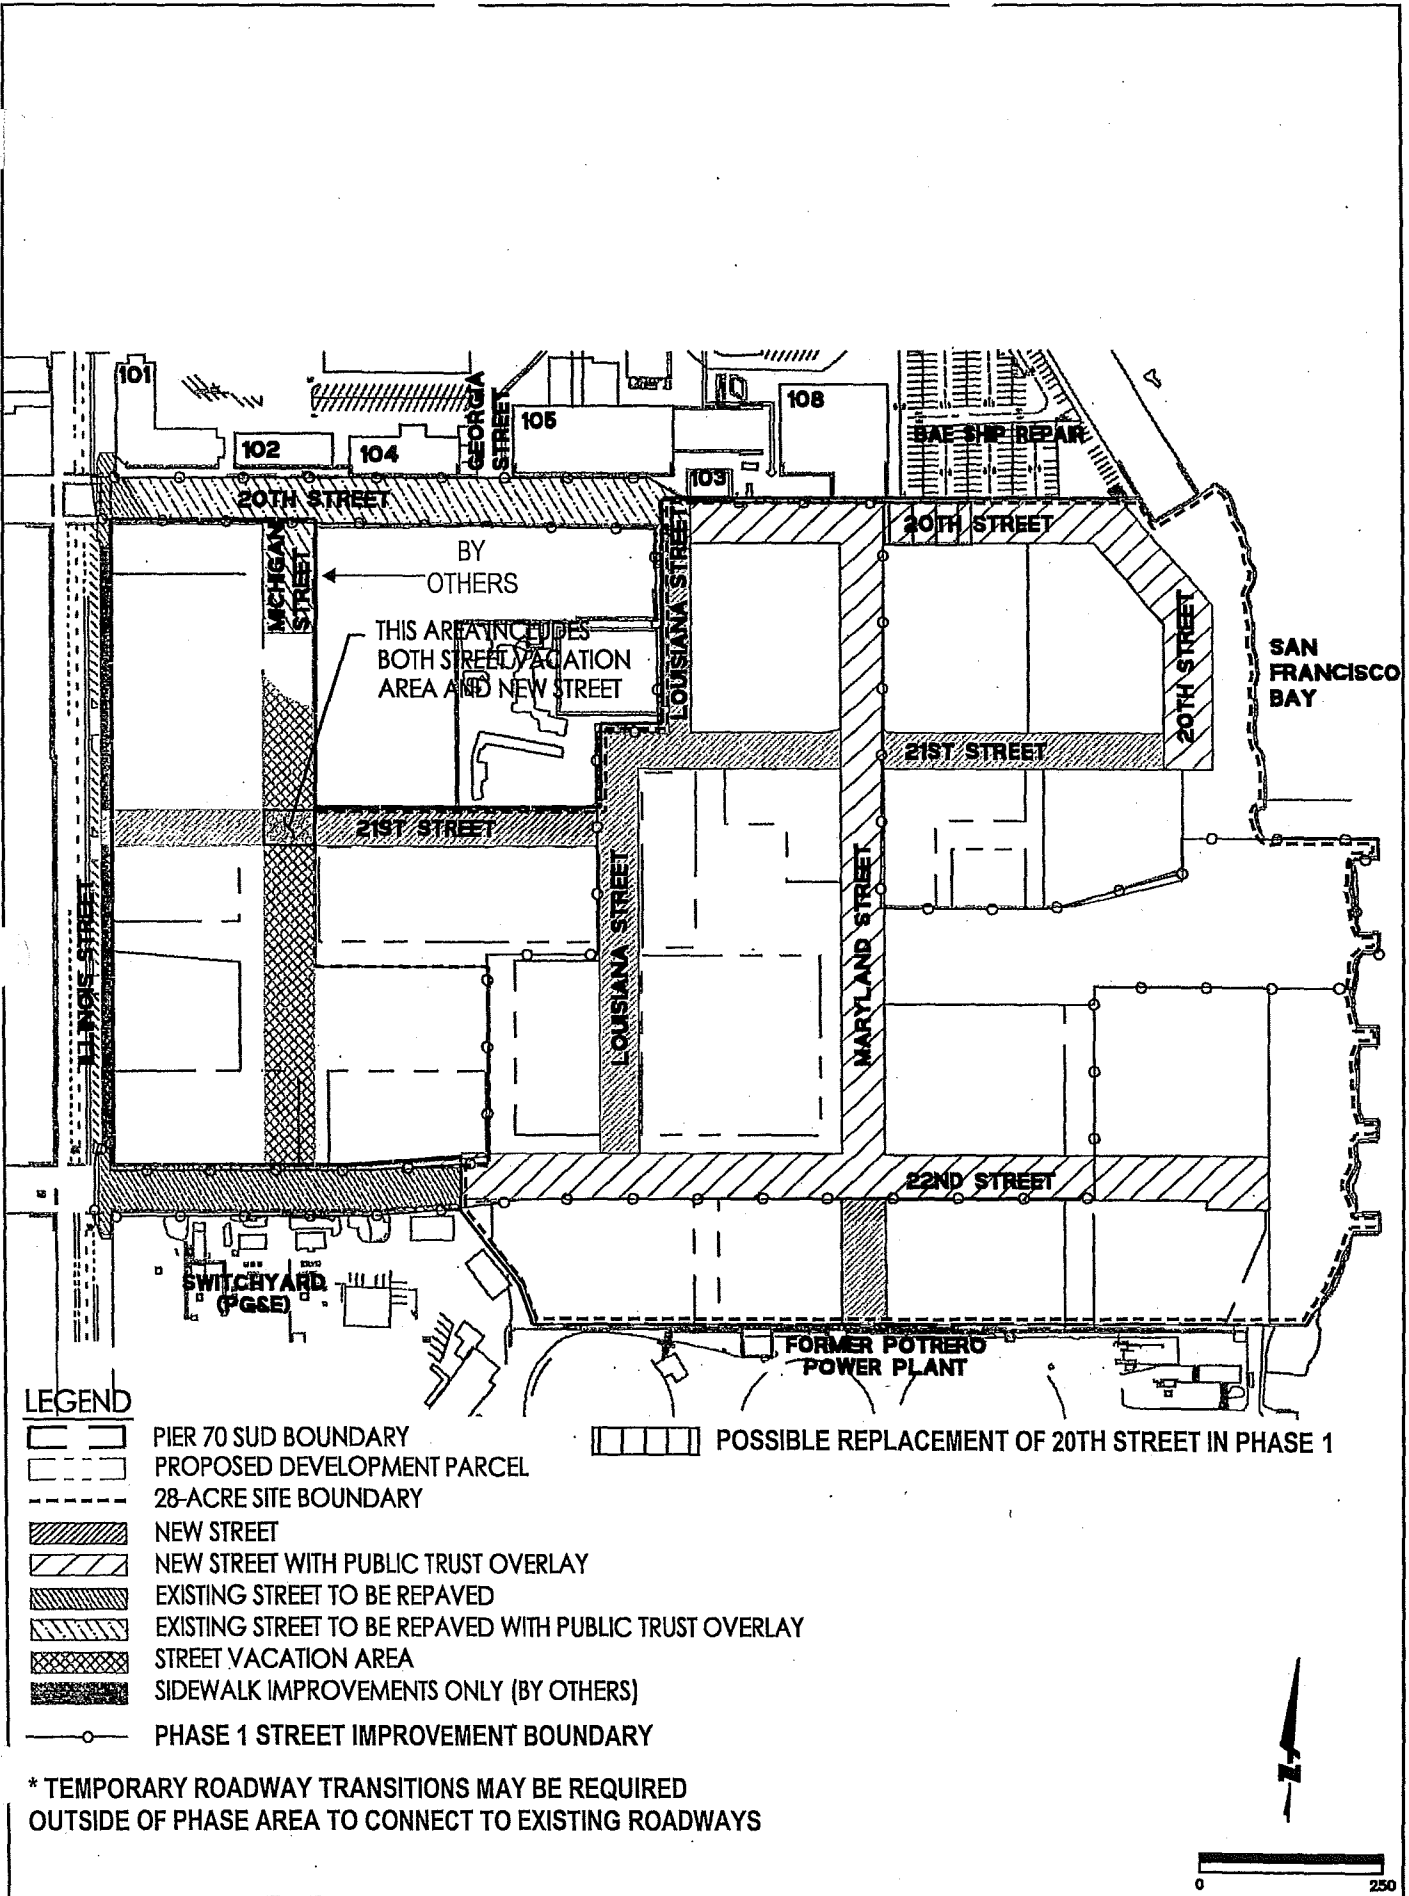 101
102
104
GEORGIA
STREET
105
103
108
BAE SHIP REPAIR
20TH STREET
20TH STREET
MICHIGAN
STREET
BY
OTHERS
THIS AREA INCLUDES
BOTH STREET VACATION
AREA AND NEW STREET
LOUISIANA STREET
20TH STREET
SAN
FRANCISCO
BAY
21ST STREET
21ST STREET
ILLINOIS STREET
LOUISIANA STREET
MARYLAND STREET
22ND STREET
SWITCHYARD
(PG&E)
FORMER POTRERO
POWER PLANT
LEGEND
PIER 70 SUD BOUNDARY
PROPOSED DEVELOPMENT PARCEL
28-ACRE SITE BOUNDARY
NEW STREET
NEW STREET WITH PUBLIC TRUST OVERLAY
EXISTING STREET TO BE REPAVED
EXISTING STREET TO BE REPAVED WITH PUBLIC TRUST OVERLAY
STREET VACATION AREA
SIDEWALK IMPROVEMENTS ONLY (BY OTHERS)
PHASE 1 STREET IMPROVEMENT BOUNDARY
POSSIBLE REPLACEMENT OF 20TH STREET IN PHASE 1
* TEMPORARY ROADWAY TRANSITIONS MAY BE REQUIRED
OUTSIDE OF PHASE AREA TO CONNECT TO EXISTING ROADWAYS
N
0 250